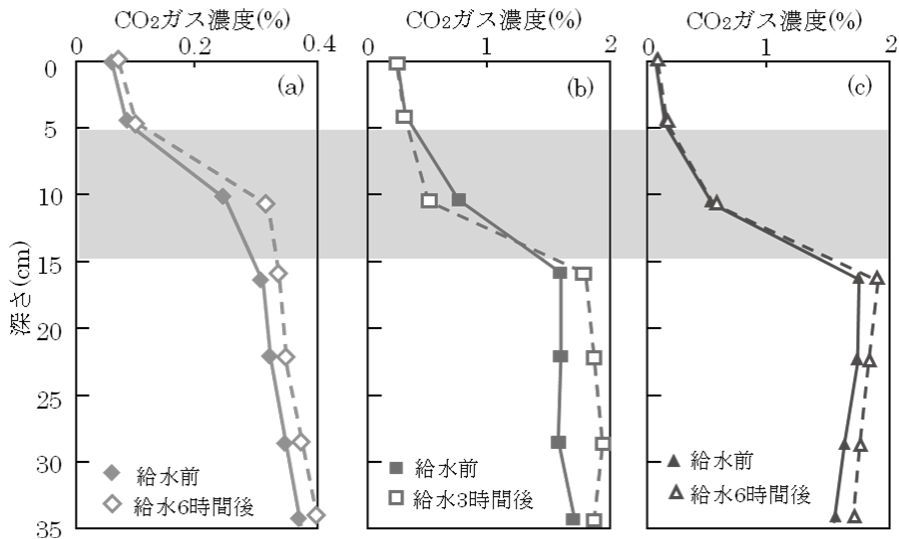 CO₂ガス濃度(%)
0 0.2 0.4
CO₂ガス濃度(%)
0 1 2
CO₂ガス濃度(%)
0 1 2
(a)
(b)
(c)
深さ(cm)
0
5
10
15
20
25
30
35
給水前
給水6時間後
給水前
給水3時間後
給水前
給水6時間後